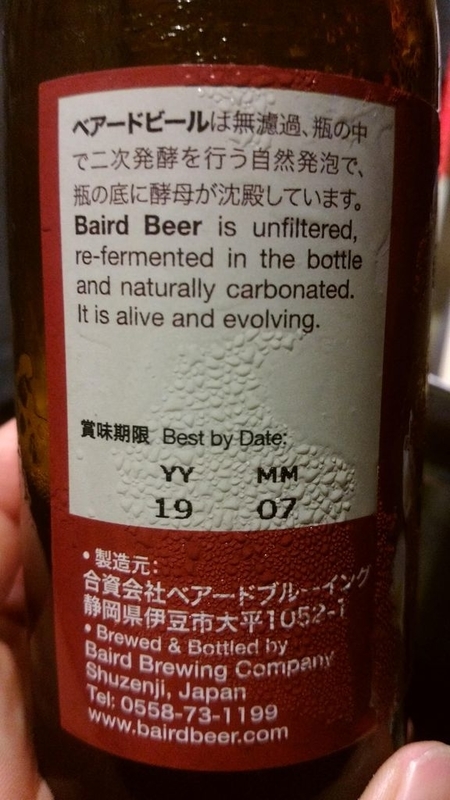 ベアードビールは無濾過、瓶の中
で二次発酵を行う自然発泡で、
瓶の底に酵母が沈殿しています。
Baird Beer is unfiltered,
re-fermented in the bottle
and naturally carbonated.
It is alive and evolving.
賞味期限 Best by Date:
YY MM
19 07
• 製造元:
合資会社ベアードブルーイング
静岡県伊豆市大平1052-1
• Brewed & Bottled by
Baird Brewing Company
Shuzenji, Japan
Tel: 0558-73-1199
www.bairdbeer.com